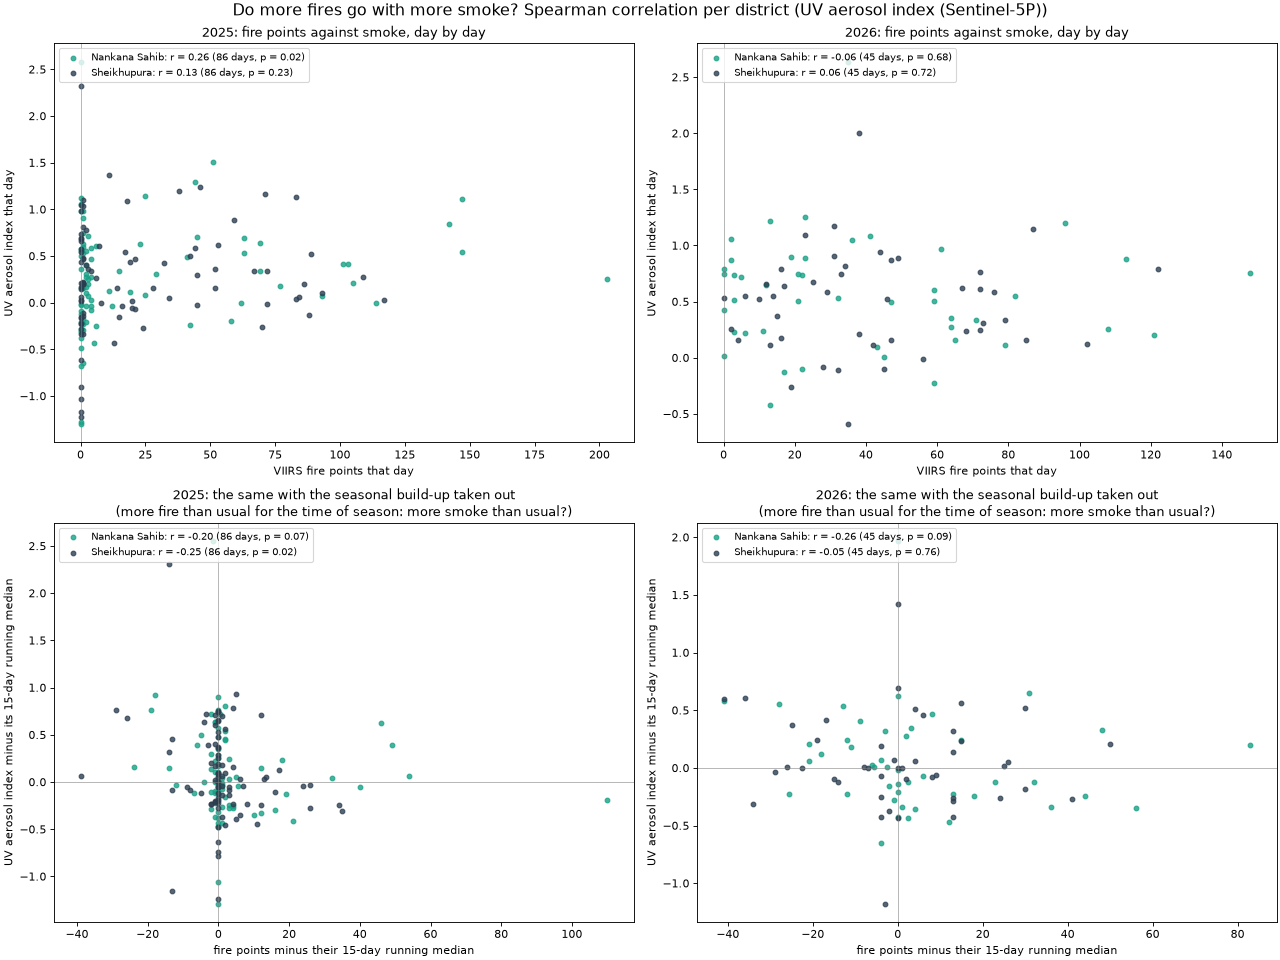 Do more fires go with more smoke? Spearman correlation per district (UV aerosol index (Sentinel-5P))
2025: fire points against smoke, day by day
Nankana Sahib: r = 0.26 (86 days, p = 0.02)
Sheikhupura: r = 0.13 (86 days, p = 0.23)
UV aerosol index that day
2.5
2.0
1.5
1.0
0.5
0.0
−0.5
−1.0
0 25 50 75 100 125 150 175 200
VIIRS fire points that day
2026: fire points against smoke, day by day
Nankana Sahib: r = -0.06 (45 days, p = 0.68)
Sheikhupura: r = 0.06 (45 days, p = 0.72)
UV aerosol index that day
2.5
2.0
1.5
1.0
0.5
0.0
−0.5
0 20 40 60 80 100 120 140
VIIRS fire points that day
2025: the same with the seasonal build-up taken out
(more fire than usual for the time of season: more smoke than usual?)
Nankana Sahib: r = -0.20 (86 days, p = 0.07)
Sheikhupura: r = -0.25 (86 days, p = 0.02)
UV aerosol index minus its 15-day running median
2.5
2.0
1.5
1.0
0.5
0.0
−0.5
−1.0
−40 −20 0 20 40 60 80 100
fire points minus their 15-day running median
2026: the same with the seasonal build-up taken out
(more fire than usual for the time of season: more smoke than usual?)
Nankana Sahib: r = -0.26 (45 days, p = 0.09)
Sheikhupura: r = -0.05 (45 days, p = 0.76)
UV aerosol index minus its 15-day running median
2.0
1.5
1.0
0.5
0.0
−0.5
−1.0
−40 −20 0 20 40 60 80
fire points minus their 15-day running median